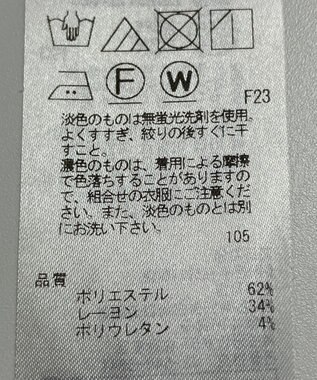 F W
F23
淡色のものは無蛍光洗剤を使用。
よくすすぎ、絞りの後すぐに干
すこと。
濃色のものは、着用による摩擦
で色落ちすることがありますの
で、組合せの衣服にご注意くだ
さい。また、淡色のものとは別
にお洗い下さい。
105
品質
ポリエステル 62%
レーヨン 34%
ポリウレタン 4%